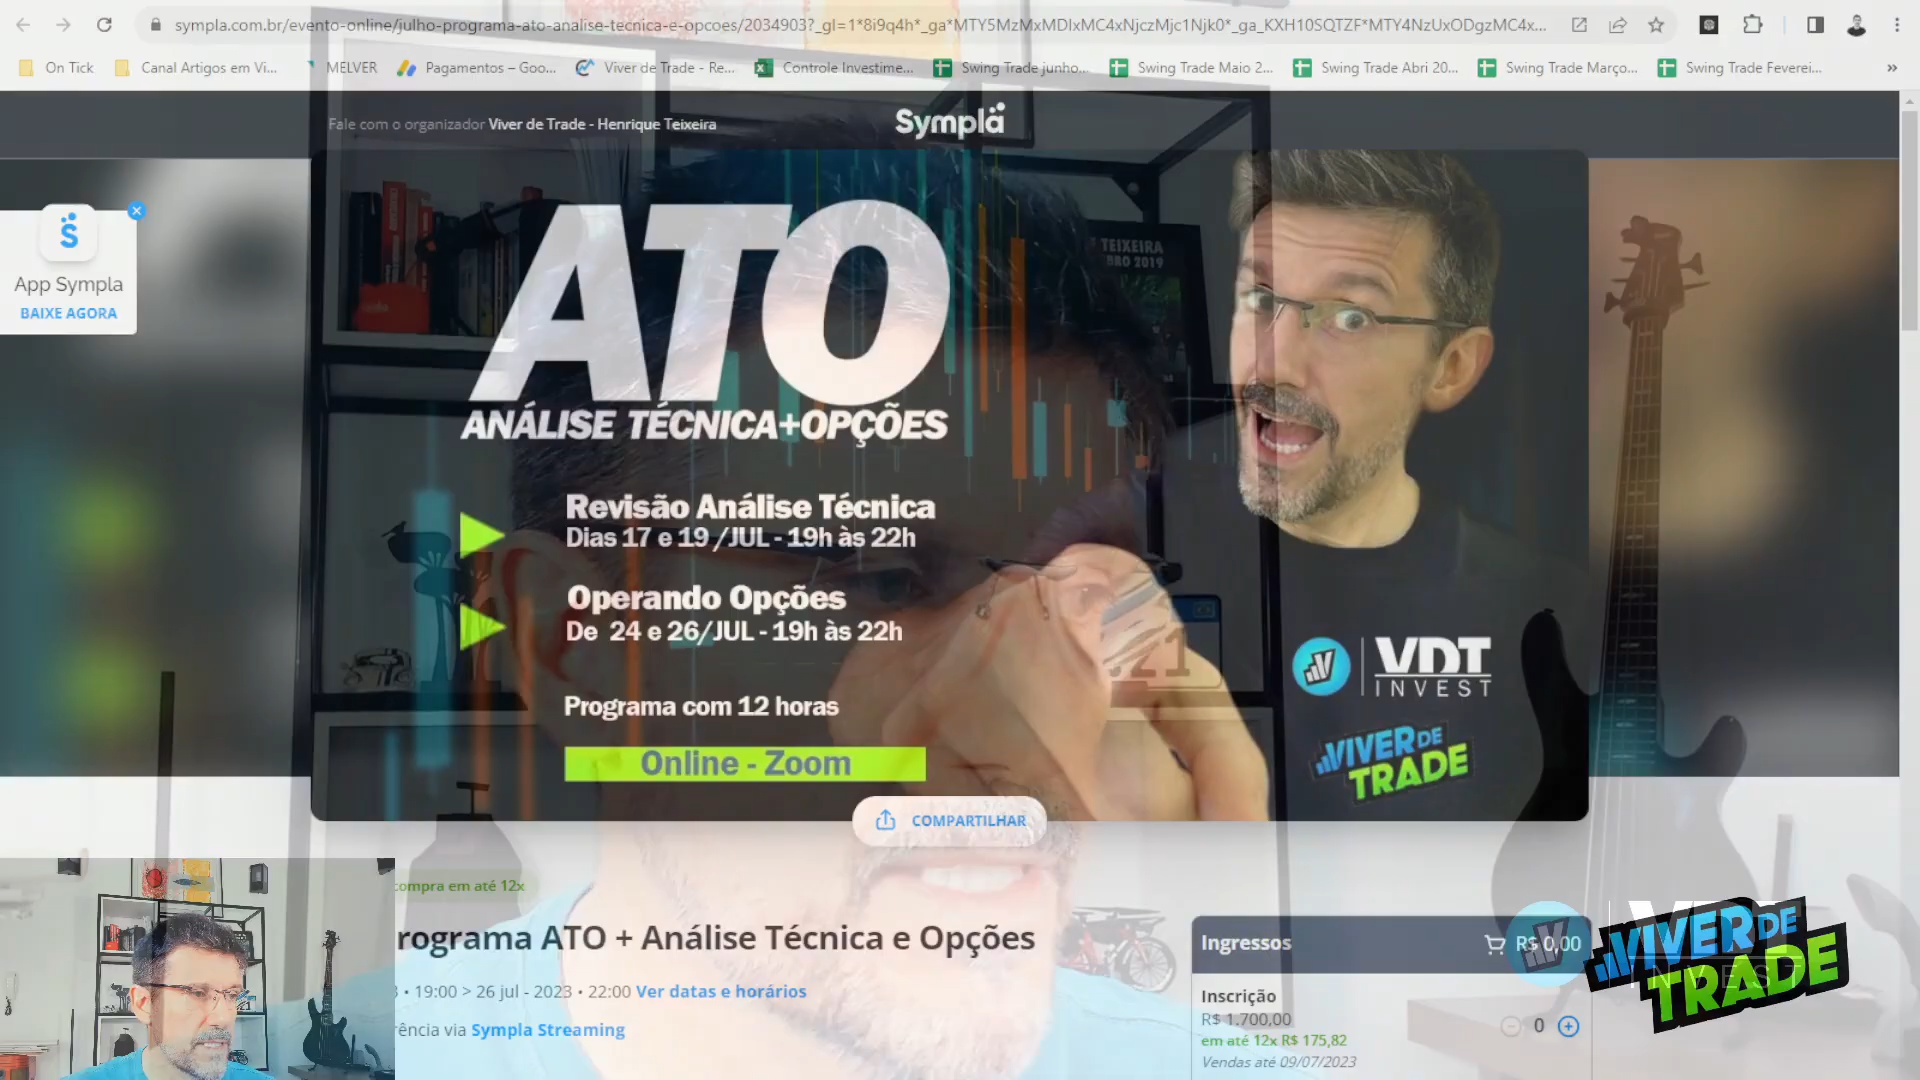 sympla.com.br/evento-online/julho-programa-ato-analise-tecnica-e-opcoes/2034903?_gl=1*8i9q4h*_ga*MTY5MzMxMDIxMC4xNjczMjc1Njk0*_ga_KXH10SQTZF*MTY4NzUxODgzMC4x...
On Tick
Canal Artigos em Vi...
MELVER
Pagamentos – Goo...
Viver de Trade - Re...
Controle Investime...
Swing Trade junho...
Swing Trade Maio 2...
Swing Trade Abri 20...
Swing Trade Março...
Swing Trade Feverei...
»
Fale com o organizador Viver de Trade - Henrique Teixeira
Sympla
App Sympla
BAIXE AGORA
TEIXEIRA
BRO 2019
ATO
ANÁLISE TÉCNICA+OPÇÕES
Revisão Análise Técnica
Dias 17 e 19 /JUL - 19h às 22h
Operando Opções
De 24 e 26/JUL - 19h às 22h
Programa com 12 horas
Online - Zoom
VDT
INVEST
VIVER DE
TRADE
COMPARTILHAR
compra em até 12x
rograma ATO + Análise Técnica e Opções
3 • 19:00 > 26 jul - 2023 • 22:00 Ver datas e horários
rência via Sympla Streaming
Ingressos
R$ 0,00
Inscrição
R$ 1.700,00
em até 12x R$ 175,82
Vendas até 09/07/2023
0
VIVER DE
TRADE